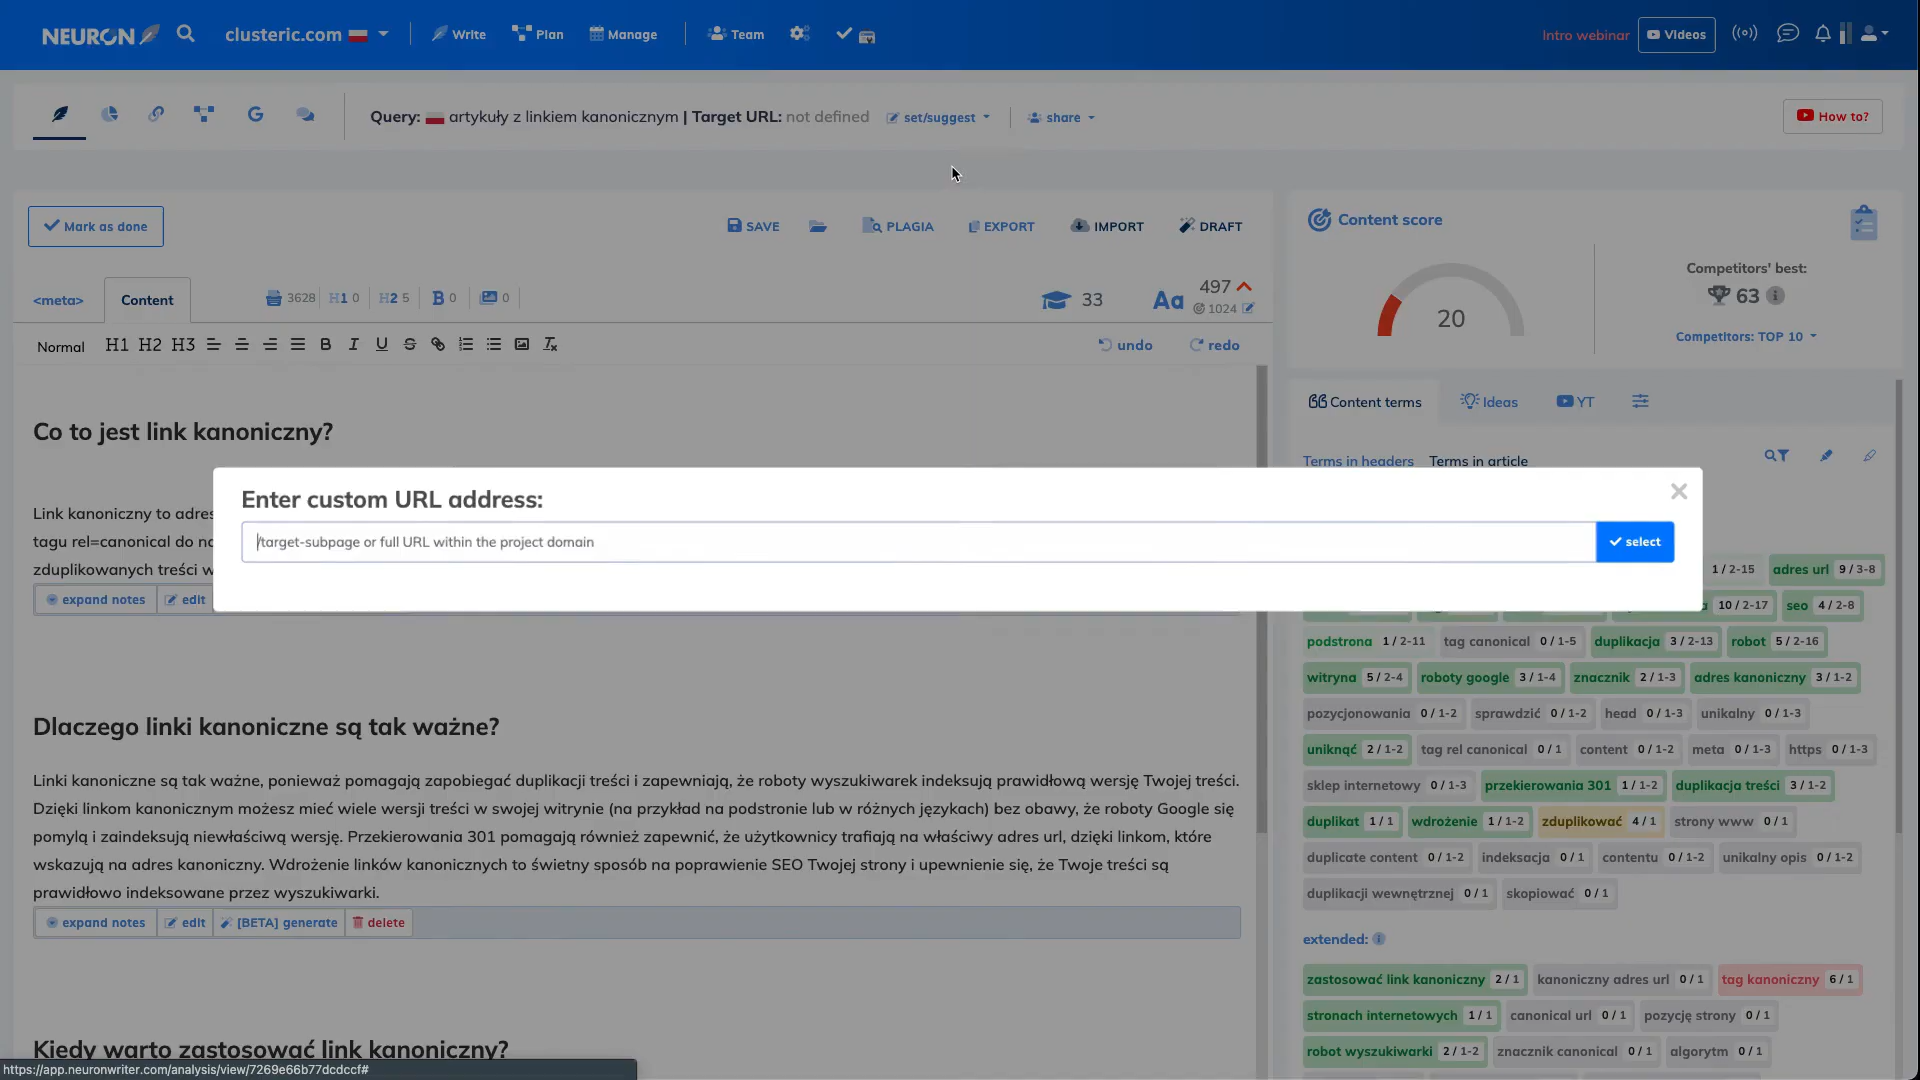 NEURON
clusteric.com
Write
Plan
Manage
Team
Intro webinar
Videos
Query: artykuły z linkiem kanonicznym | Target URL: not defined
set/suggest
share
How to?
Mark as done
SAVE
PLAGIA
EXPORT
IMPORT
DRAFT
<meta>
Content
3628
H1 0
H2 5
B 0
0
33
Aa
497
1024
Normal
H1 H2 H3
B I U S
undo
redo
Co to jest link kanoniczny?
Link kanoniczny to adres
tagu rel=canonical do
zduplikowanych treści w
expand notes
edit
Enter custom URL address:
/target-subpage or full URL within the project domain
select
Dlaczego linki kanoniczne są tak ważne?
Linki kanoniczne są tak ważne, ponieważ pomagają zapobiegać duplikacji treści i zapewniają, że roboty wyszukiwarek indeksują prawidłową wersję Twojej treści.
Dzięki linkom kanonicznym możesz mieć wiele wersji treści w swojej witrynie (na przykład na podstronie lub w różnych językach) bez obawy, że roboty Google się
pomylą i zaindeksują niewłaściwą wersję. Przekierowania 301 pomagają również zapewnić, że użytkownicy trafiają na właściwy adres url, dzięki linkom, które
wskazują na adres kanoniczny. Wdrożenie linków kanonicznych to świetny sposób na poprawienie SEO Twojej strony i upewnienie się, że Twoje treści są
prawidłowo indeksowane przez wyszukiwarki.
expand notes
edit
[BETA] generate
delete
Kiedy warto zastosować link kanoniczny?
https://app.neuronwriter.com/analysis/view/7269e66b77dcdccf#
Content score
20
Competitors' best:
63
Competitors: TOP 10
Content terms
Ideas
YT
Terms in headers
Terms in article
1 / 2-15
adres url 9 / 3-8
10 / 2-17
seo 4 / 2-8
podstrona 1 / 2-11
tag canonical 0 / 1-5
duplikacja 3 / 2-13
robot 5 / 2-16
witryna 5 / 2-4
roboty google 3 / 1-4
znacznik 2 / 1-3
adres kanoniczny 3 / 1-2
pozycjonowania 0 / 1-2
sprawdzić 0 / 1-2
head 0 / 1-3
unikalny 0 / 1-3
uniknąć 2 / 1-2
tag rel canonical 0 / 1
content 0 / 1-2
meta 0 / 1-3
https 0 / 1-3
sklep internetowy 0 / 1-3
przekierowania 301 1 / 1-2
duplikacja treści 3 / 1-2
duplikat 1 / 1
wdrożenie 1 / 1-2
zduplikować 4 / 1
strony www 0 / 1
duplicate content 0 / 1-2
indeksacja 0 / 1
contentu 0 / 1-2
unikalny opis 0 / 1-2
duplikacji wewnętrznej 0 / 1
skopiować 0 / 1
extended:
zastosować link kanoniczny 2 / 1
kanoniczny adres url 0 / 1
tag kanoniczny 6 / 1
stronach internetowych 1 / 1
canonical url 0 / 1
pozycję strony 0 / 1
robot wyszukiwarki 2 / 1-2
znacznik canonical 0 / 1
algorytm 0 / 1